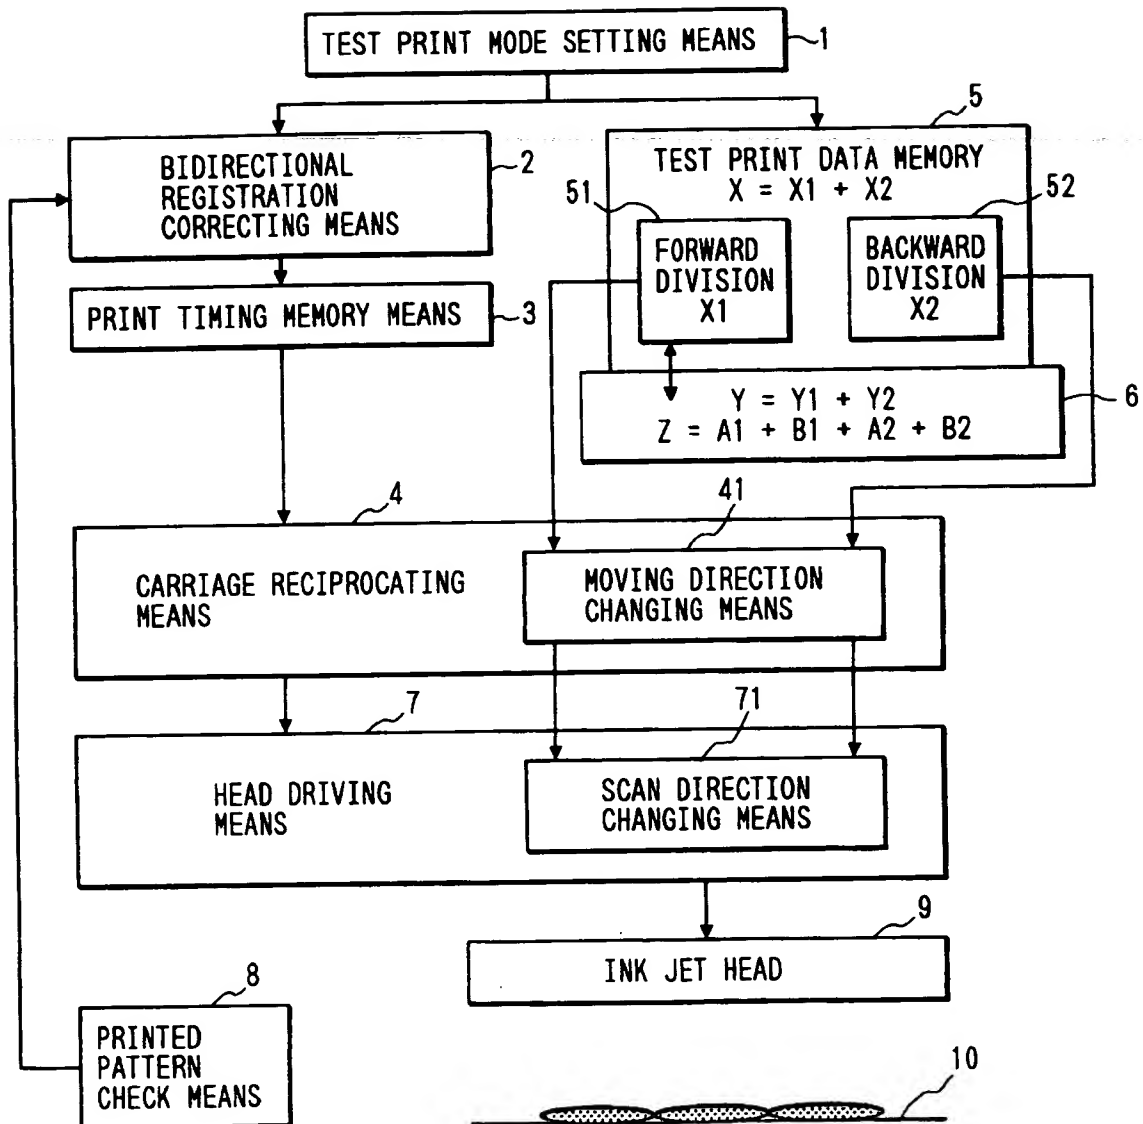 TEST PRINT MODE SETTING MEANS
1
5
BIDIRECTIONAL
REGISTRATION
CORRECTING MEANS
2
TEST PRINT DATA MEMORY
X = X1 + X2
51
52
FORWARD
DIVISION
X1
BACKWARD
DIVISION
X2
PRINT TIMING MEMORY MEANS
3
Y = Y1 + Y2
Z = A1 + B1 + A2 + B2
6
4
41
CARRIAGE RECIPROCATING
MEANS
MOVING DIRECTION
CHANGING MEANS
7
71
HEAD DRIVING
MEANS
SCAN DIRECTION
CHANGING MEANS
9
INK JET HEAD
8
PRINTED
PATTERN
CHECK MEANS
10